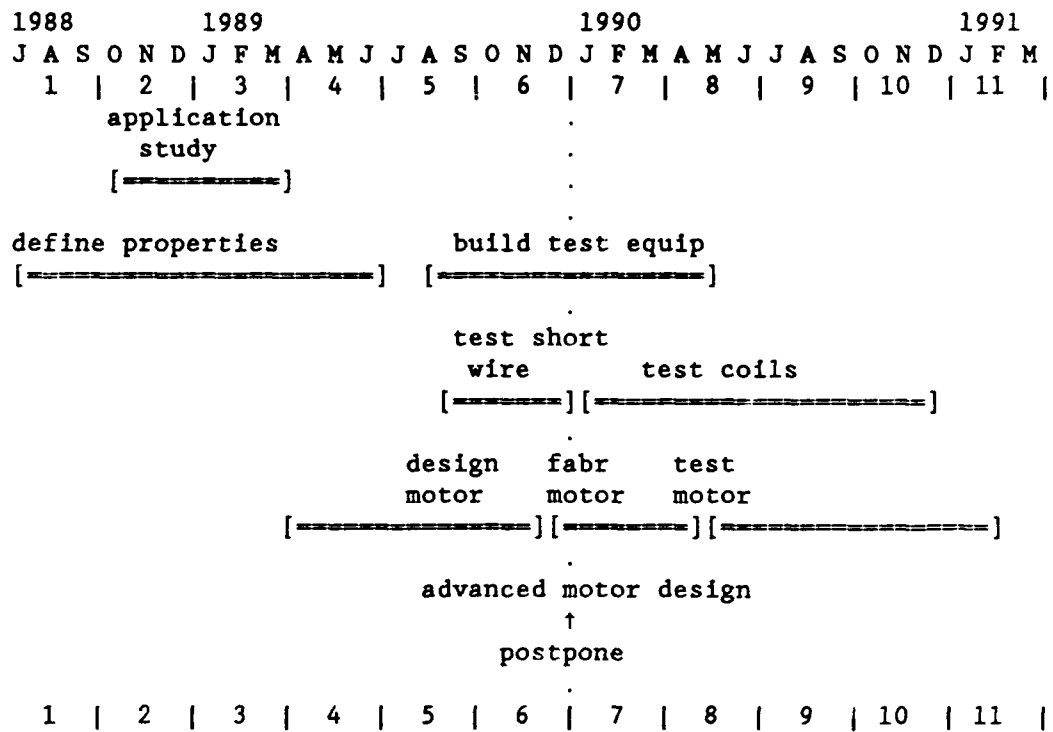 1988 1989 1990 1991
J A S O N D J F M A M J J A S O N D J F M A M J J A S O N D J F M
1 | 2 | 3 | 4 | 5 | 6 | 7 | 8 | 9 | 10 | 11 |
application
study
[==========]
define properties build test equip
[======================] [=================]
test short
wire test coils
[=======][=====================]
design fabr test
motor motor motor
[===============][========][=================]
advanced motor design
↑
postpone
1 | 2 | 3 | 4 | 5 | 6 | 7 | 8 | 9 | 10 | 11 |